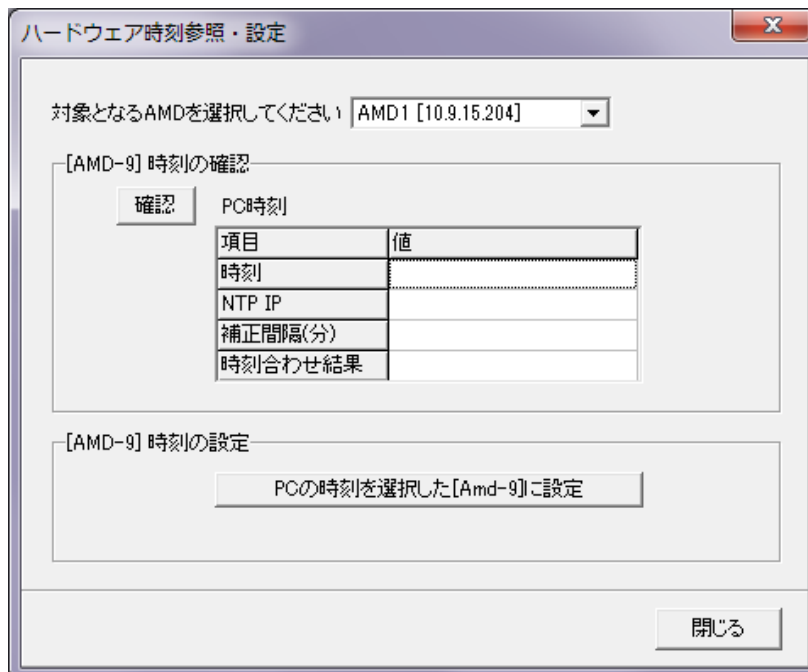 ハードウェア時刻参照・設定
対象となるAMDを選択してください AMD1 [10.9.15.204]
[AMD-9] 時刻の確認
確認 PC時刻
項目 値
時刻
NTP IP
補正間隔(分)
時刻合わせ結果
[AMD-9] 時刻の設定
PCの時刻を選択した[Amd-9]に設定
閉じる